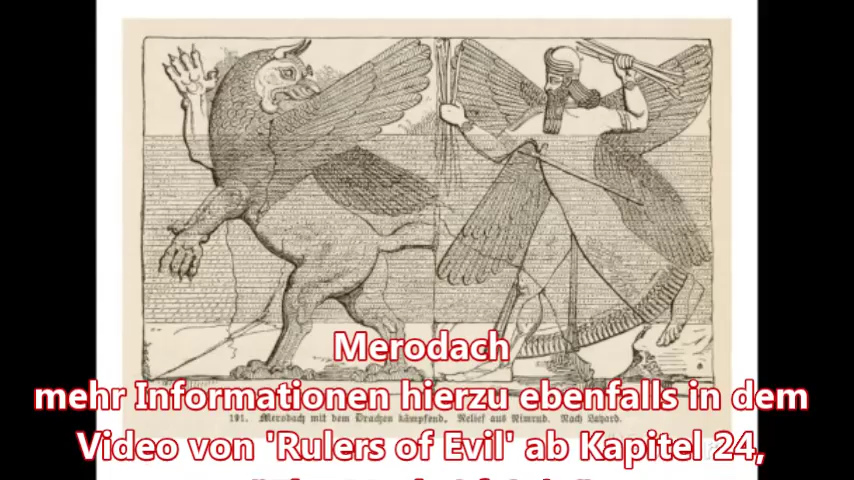 Merodach
mehr Informationen hierzu ebenfalls in dem
191. Merodach mit dem Drachen kämpfend. Relief aus Nimrud. Nach Layard.
Video von 'Rulers of Evil' ab Kapitel 24,